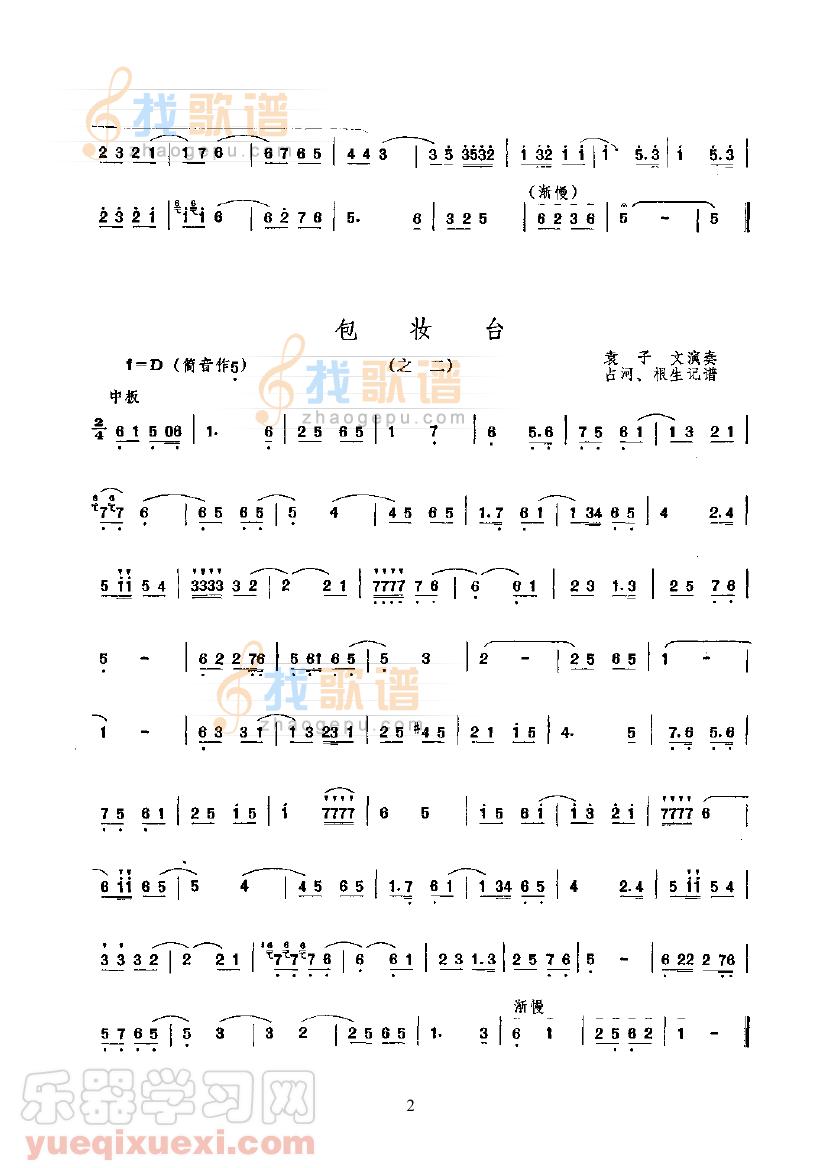 找歌谱
zhaogepu.com
2 3 2 1 | 1 7 6 | 6 7 6 5 | 4 4 3 | 3 5 3532 | 1 32 1 1 | 1 5.3 | 1 5.3
(渐慢)
2 3 2 1 | 1 1 6 | 6 2 7 6 | 5. 6 | 3 2 5 | 6 2 3 6 | 5 - | 5 ‖
包 妆 台
1=D (筒音作5) (之 二) 袁 子 文演奏
占河、根生记谱
中板
找歌谱
zhaogepu.com
2/4 6 1 5 06 | 1. 6 | 2 5 6 5 | 1 7 | 6 5.6 | 7 5 6 1 | 1 3 2 1 |
7 7 6 | 6 5 6 5 | 5 4 | 4 5 6 5 | 1.7 6 1 | 1 34 6 5 | 4 2.4 |
5 11 5 4 | 3333 3 2 | 2 2 1 | 7777 7 6 | 6 6 1 | 2 3 1.3 | 2 5 7 6 |
5 - | 6 2 2 76 | 5 61 6 5 | 5 3 | 2 - | 2 5 6 5 | 1 - |
找歌谱
zhaogepu.com
1 - | 6 3 3 1 | 1 3 23 1 | 2 5 #4 5 | 2 1 1 5 | 4. 5 | 7.6 5.6 |
7 5 6 1 | 2 5 1 5 | 1 7777 | 6 5 | 1 5 6 1 | 1 3 2 1 | 7777 6 |
6 11 6 5 | 5 4 | 4 5 6 5 | 1.7 6 1 | 1 34 6 5 | 4 2.4 | 5 11 5 4 |
3 3 3 2 | 2 2 1 | 7 7 7 6 | 6 6 1 | 2 3 1.3 | 2 5 7 6 | 5 - | 6 22 2 76 |
渐慢
5 7 6 5 | 5 3 | 3 2 | 2 5 6 5 | 1. 3 | 6 1 | 2 5 6 2 | 1 - ‖
乐器学习网
yueqixuexi.com
2